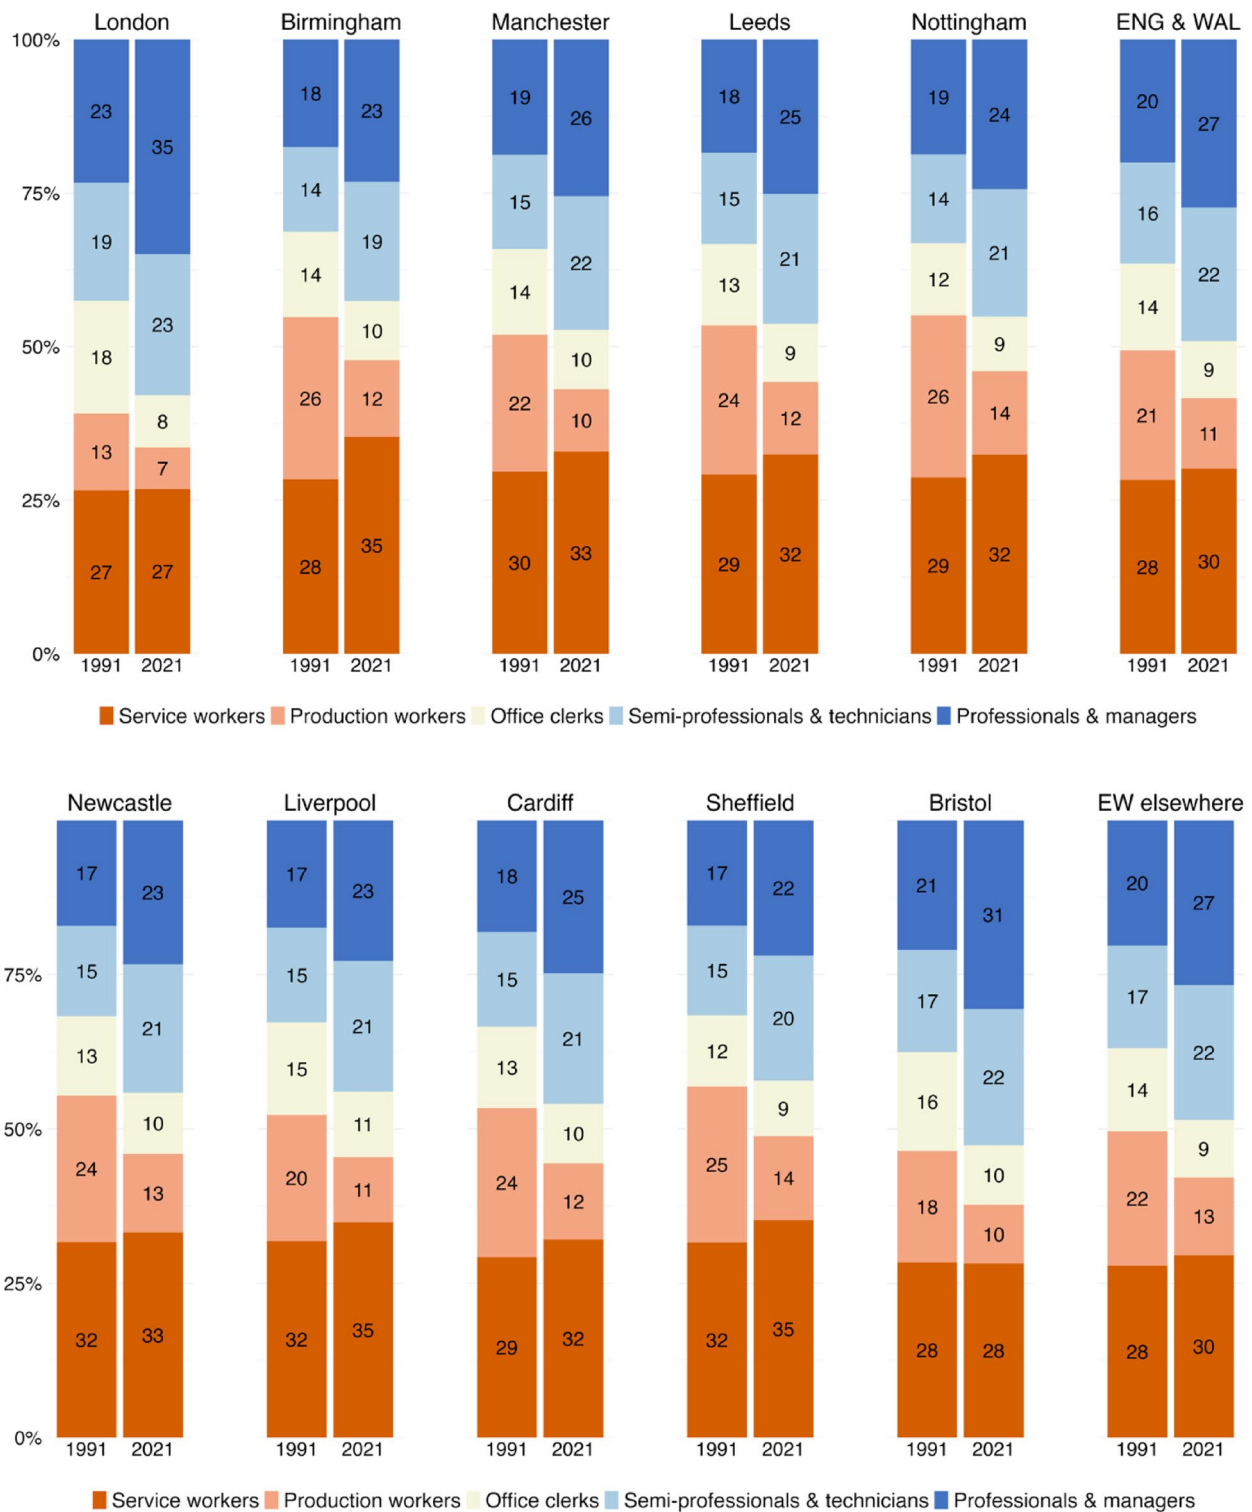 London Birmingham Manchester Leeds Nottingham ENG & WAL
100%
18
19 18 19 20
23 23 24
26 25 27
35
75% 14
15 15 14 16
19 19
22 21 21 22
14
14 13 12 14
23
18 10
50% 10 9 9 9
26 12 22 24 26 21
8 10 12 14 11
13 7
25%
27 27 28 35 30 33 29 32 29 32 28 30
0%
1991 2021 1991 2021 1991 2021 1991 2021 1991 2021 1991 2021
Service workers Production workers Office clerks Semi-professionals & technicians Professionals & managers
Newcastle Liverpool Cardiff Sheffield Bristol EW elsewhere
17 23 17 23 18 25 17 22 21 31 20 27
75%
15 21 15 21 15 21 15 20 17 22 17 22
13 10 15 11 13 10 12 9 16 10 14 9
50%
24 13 20 11 24 12 25 14 18 10 22 13
25%
32 33 32 35 29 32 32 35 28 28 28 30
0%
1991 2021 1991 2021 1991 2021 1991 2021 1991 2021 1991 2021
Service workers Production workers Office clerks Semi-professionals & technicians Professionals & managers